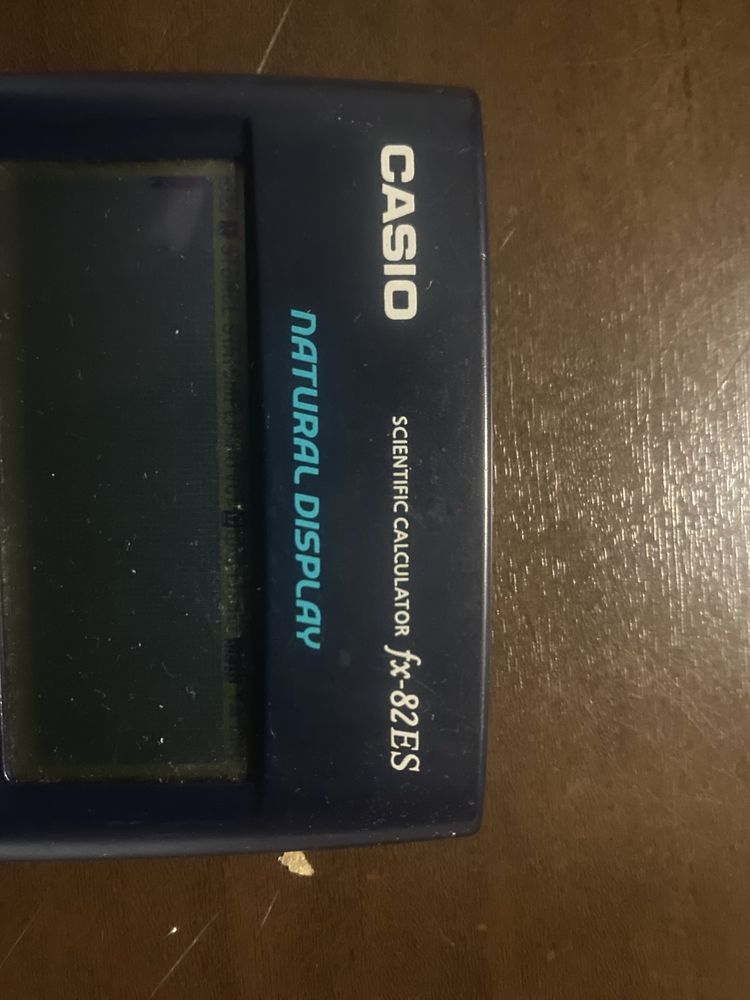 CASIO
SCIENTIFIC CALCULATOR fx-82ES
NATURAL DISPLAY